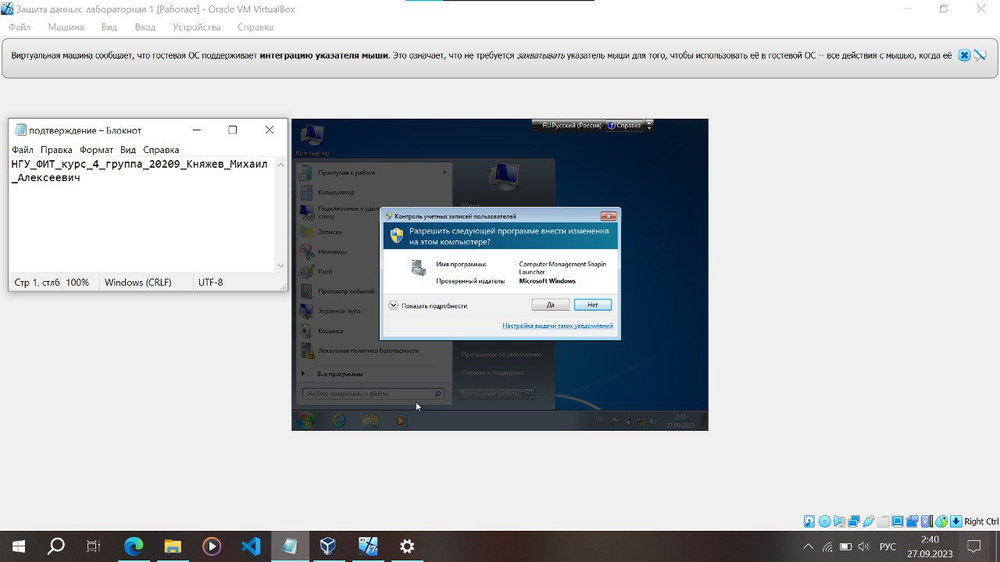 Защита данных, лабораторная 1 [Работает] - Oracle VM VirtualBox
Файл Машина Вид Ввод Устройства Справка
Виртуальная машина сообщает, что гостевая ОС поддерживает интеграцию указателя мыши. Это означает, что не требуется захватывать указатель мыши для того, чтобы использовать её в гостевой ОС -- все действия с мышью, когда её
подтверждение – Блокнот
Файл Правка Формат Вид Справка
НГУ_ФИТ_курс_4_группа_20209_Княжев_Михаил
_Алексеевич
Стр 1, стлб 100% Windows (CRLF) UTF-8
RU Русский (Россия) Справка
Компьютер
Приступая к работе
Калькулятор
Подключение к удал
столу
Записки
Ножницы
Paint
Просмотр событий
Экранная лупа
Косынка
Локальная политика безопасности
Все программы
Найти программы и файлы
Миша
Контроль учетных записей пользователей
Разрешить следующей программе внести изменения
на этом компьютере?
Имя программы: Computer Management Snapin
Launcher
Проверенный издатель: Microsoft Windows
Показать подробности Да Нет
Настройка выдачи таких уведомлений
Программы по умолчанию
Справка и поддержка
Завершение работы
RU 2:40
27.09.2023
Right Ctrl
64
РУС 2:40
27.09.2023